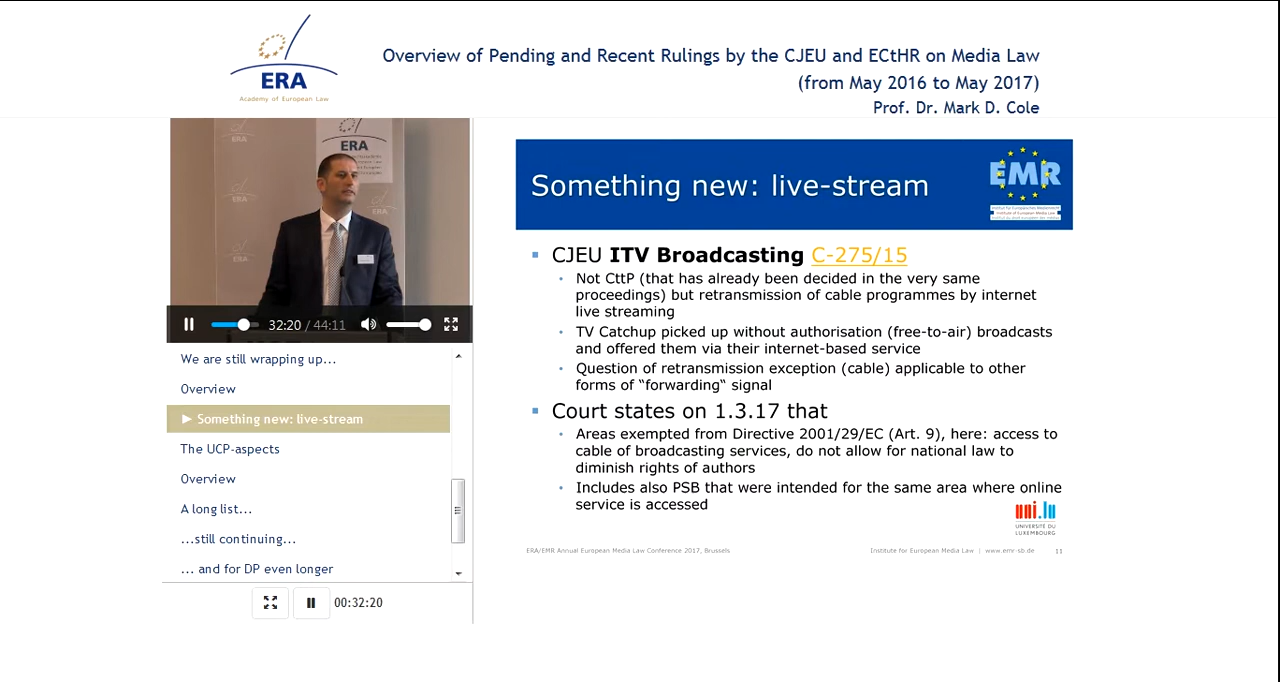 ERA
Academy of European Law
Overview of Pending and Recent Rulings by the CJEU and ECtHR on Media Law
(from May 2016 to May 2017)
Prof. Dr. Mark D. Cole
ERA
ERA
ERA
ERA
32:20 / 44:11
We are still wrapping up...
Overview
► Something new: live-stream
The UCP-aspects
Overview
A long list...
...still continuing...
... and for DP even longer
00:32:20
Something new: live-stream
EMR
Institute of European Media Law
CJEU ITV Broadcasting C-275/15
Not CttP (that has already been decided in the very same
proceedings) but retransmission of cable programmes by internet
live streaming
TV Catchup picked up without authorisation (free-to-air) broadcasts
and offered them via their internet-based service
Question of retransmission exception (cable) applicable to other
forms of "forwarding" signal
Court states on 1.3.17 that
Areas exempted from Directive 2001/29/EC (Art. 9), here: access to
cable of broadcasting services, do not allow for national law to
diminish rights of authors
Includes also PSB that were intended for the same area where online
service is accessed
uni.lu
UNIVERSITÉ DU
LUXEMBOURG
ERA/EMR Annual European Media Law Conference 2017, Brussels
Institute for European Media Law | www.emr-sb.de 11